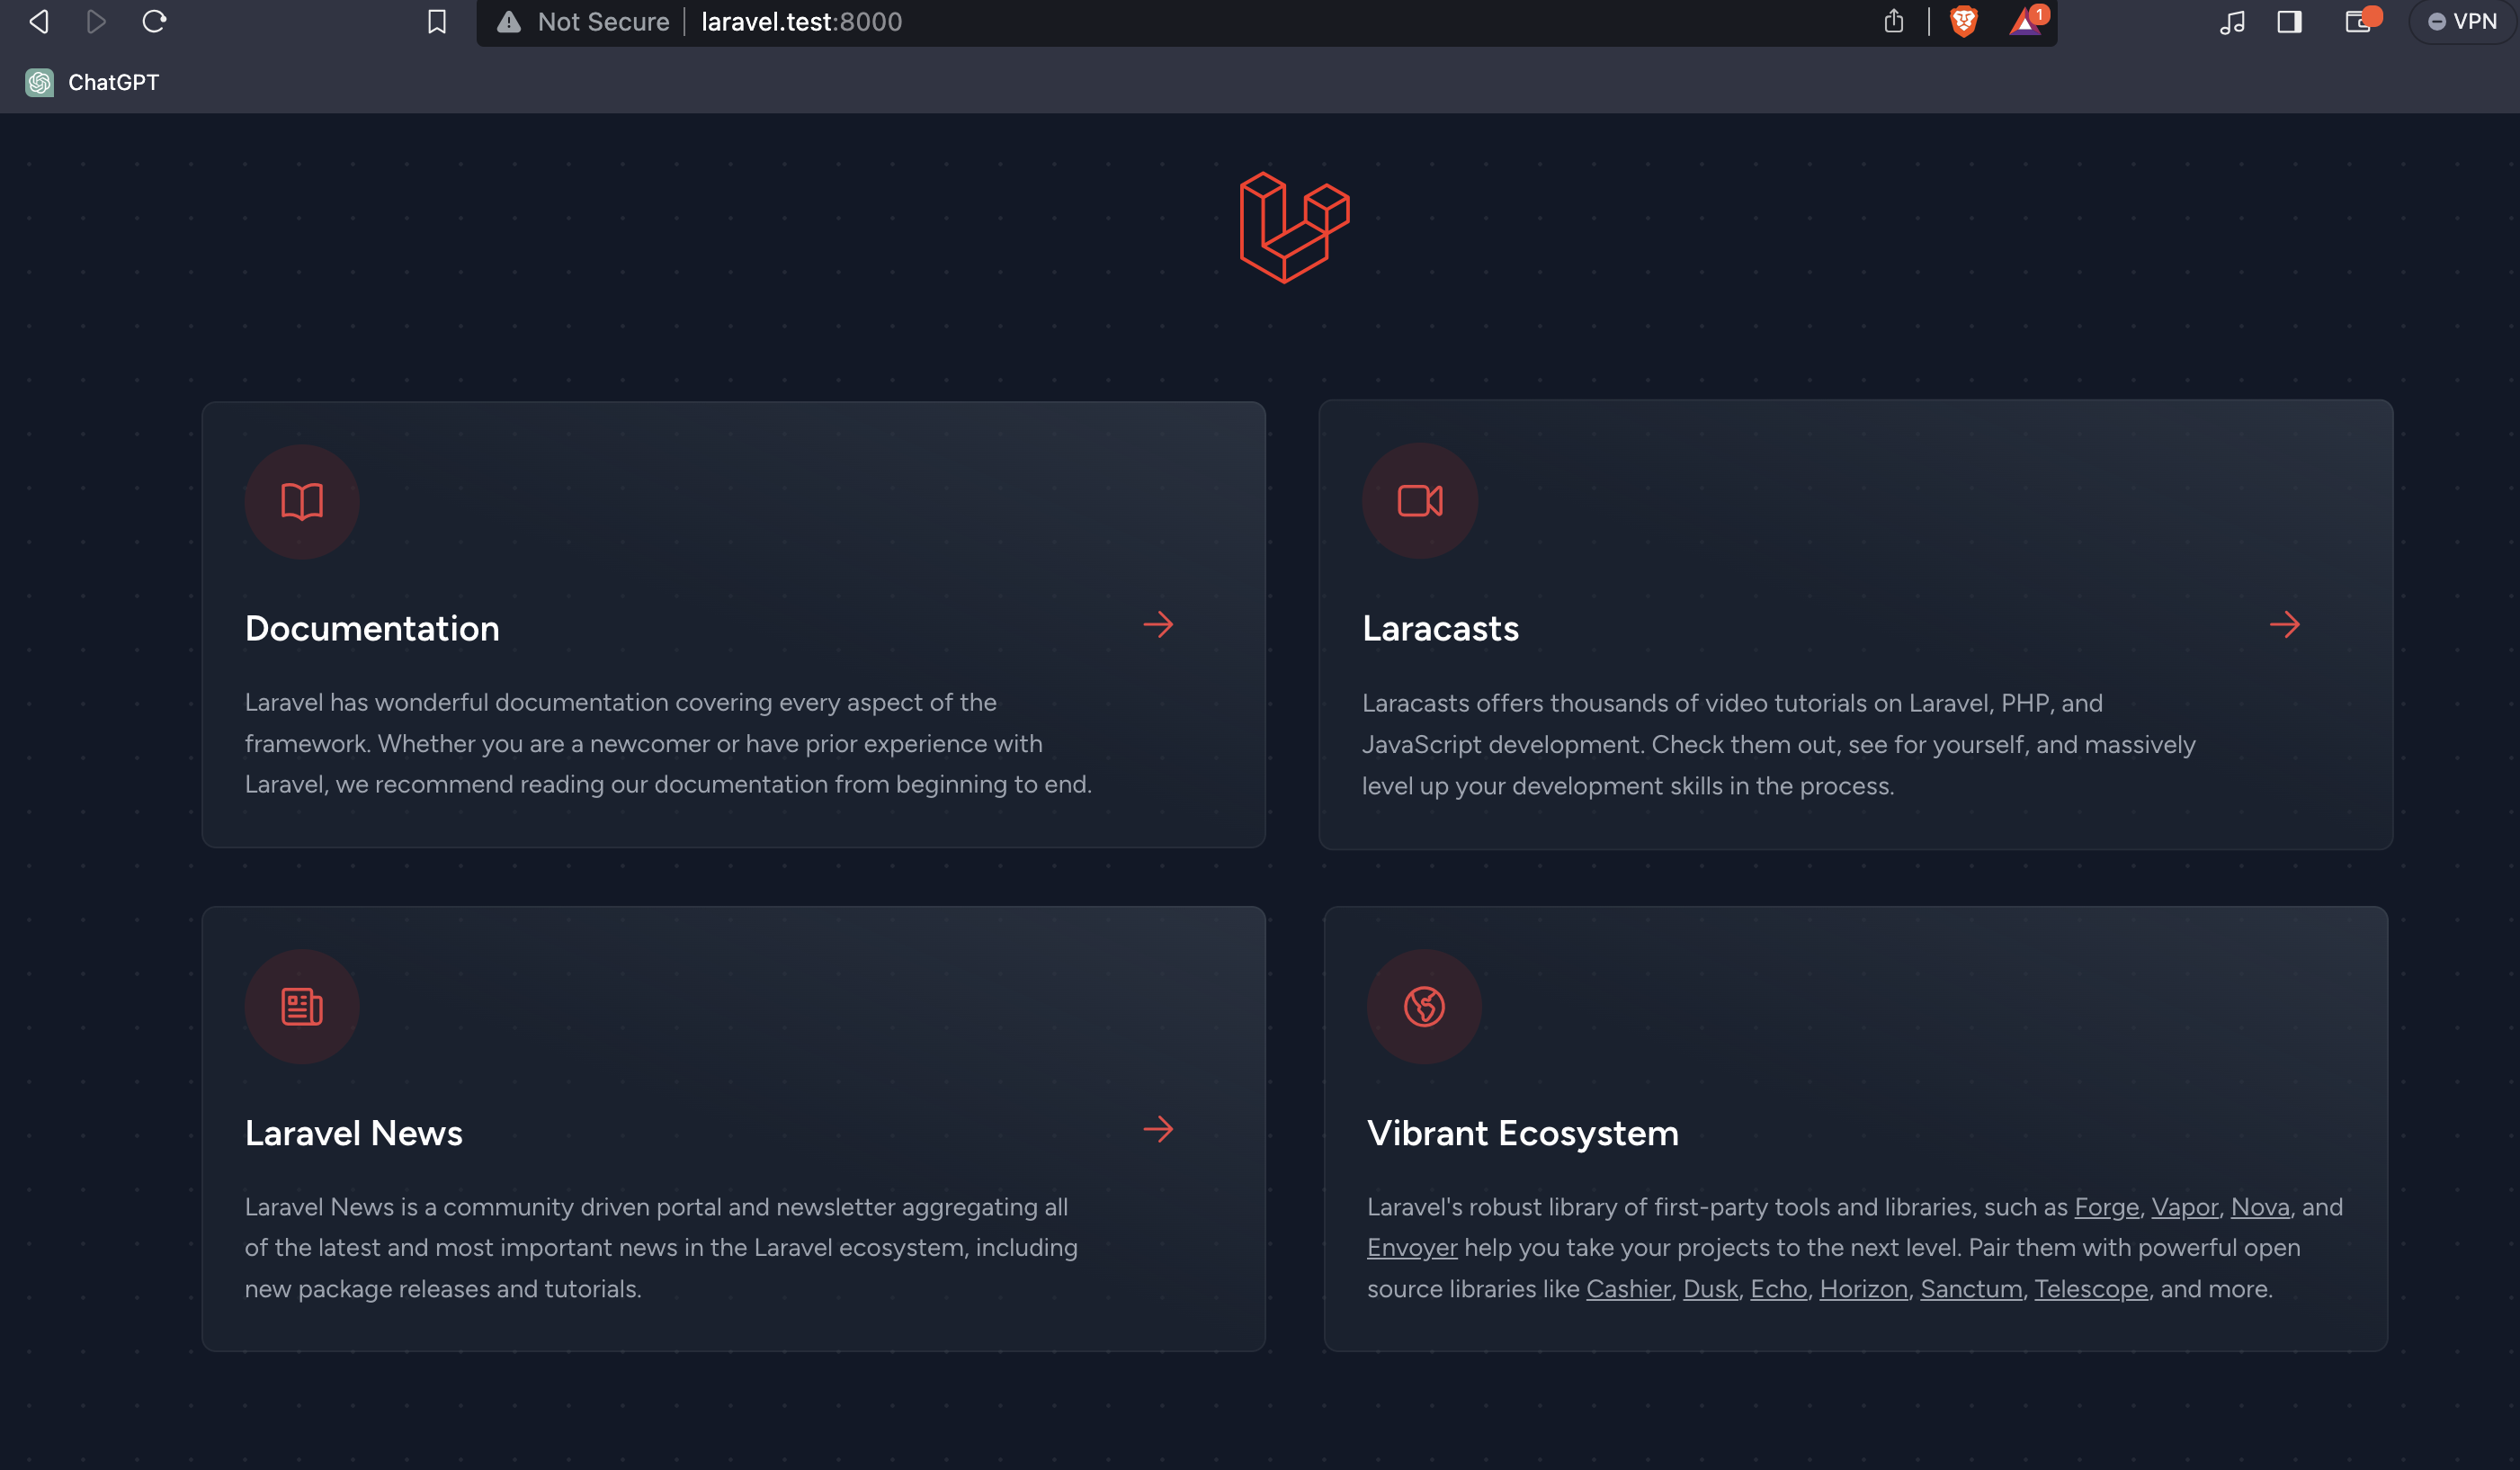 Not Secure laravel.test:8000
1
VPN
ChatGPT
Documentation
Laravel has wonderful documentation covering every aspect of the
framework. Whether you are a newcomer or have prior experience with
Laravel, we recommend reading our documentation from beginning to end.
Laracasts
Laracasts offers thousands of video tutorials on Laravel, PHP, and
JavaScript development. Check them out, see for yourself, and massively
level up your development skills in the process.
Laravel News
Laravel News is a community driven portal and newsletter aggregating all
of the latest and most important news in the Laravel ecosystem, including
new package releases and tutorials.
Vibrant Ecosystem
Laravel's robust library of first-party tools and libraries, such as Forge, Vapor, Nova, and
Envoyer help you take your projects to the next level. Pair them with powerful open
source libraries like Cashier, Dusk, Echo, Horizon, Sanctum, Telescope, and more.